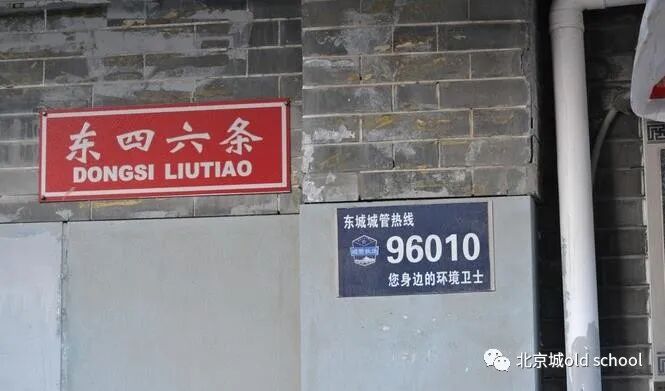 东四六条
DONGSI LIUTIAO
东城城管热线
96010
您身边的环境卫士
北京城old school